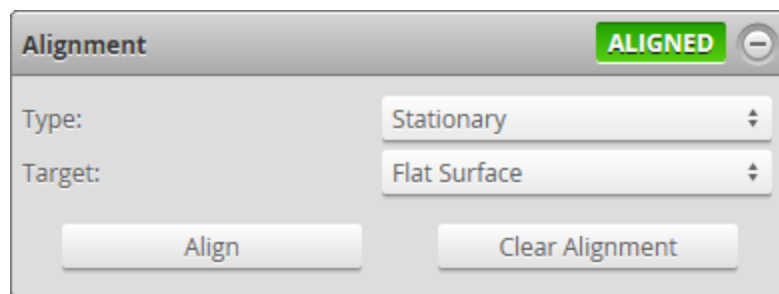 Alignment ALIGNED
Type: Stationary
Target: Flat Surface
Align Clear Alignment